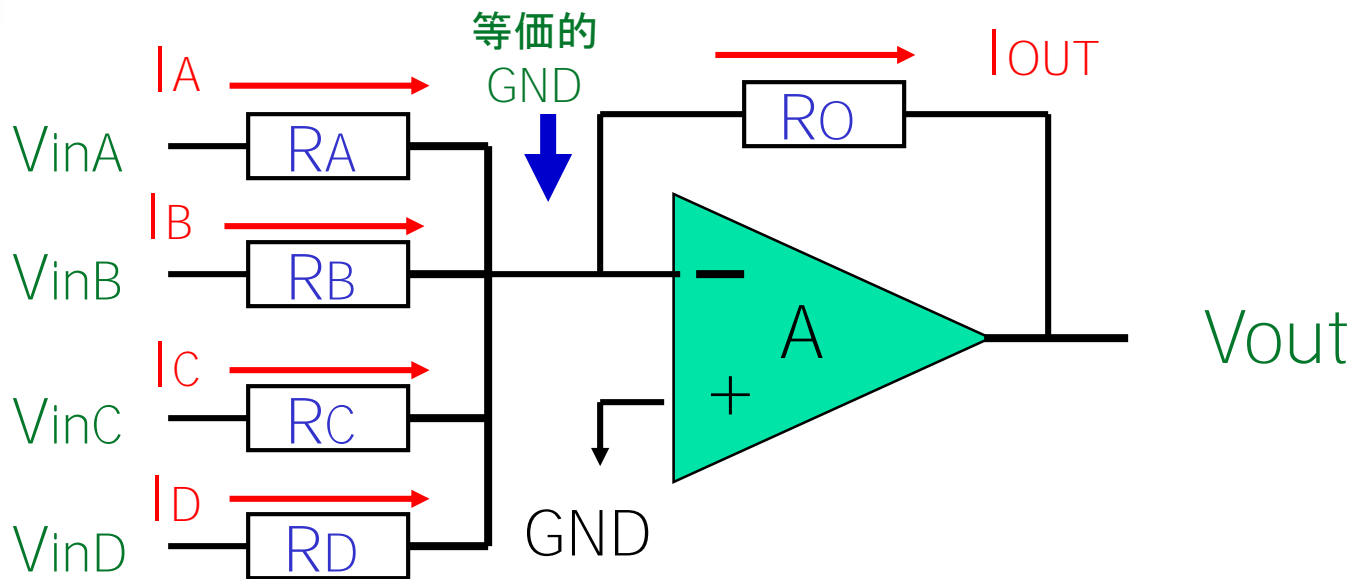 等価的
GND
IA
IOUT
VinA
RA
RO
IB
VinB
RB
−
A
Vout
IC
VinC
RC
+
ID
VinD
RD
GND